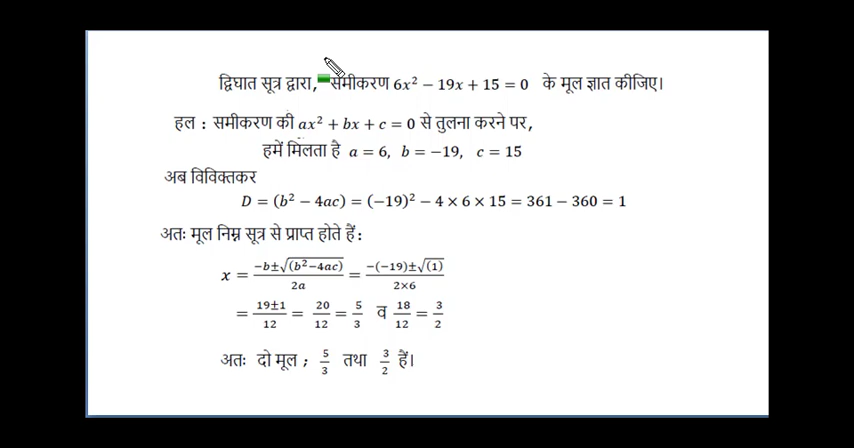 द्विघात सूत्र द्वारा, समीकरण 6x² − 19x + 15 = 0 के मूल ज्ञात कीजिए।
हल : समीकरण की ax² + bx + c = 0 से तुलना करने पर,
हमें मिलता है a = 6, b = −19, c = 15
अब विविक्तकर
D = (b² − 4ac) = (−19)² − 4 × 6 × 15 = 361 − 360 = 1
अतः मूल निम्न सूत्र से प्राप्त होते हैं:
x = (−b±√(b²−4ac))/2a = (−(−19)±√(1))/2×6
= 19±1/12 = 20/12 = 5/3 व 18/12 = 3/2
अतः दो मूल ; 5/3 तथा 3/2 हैं।